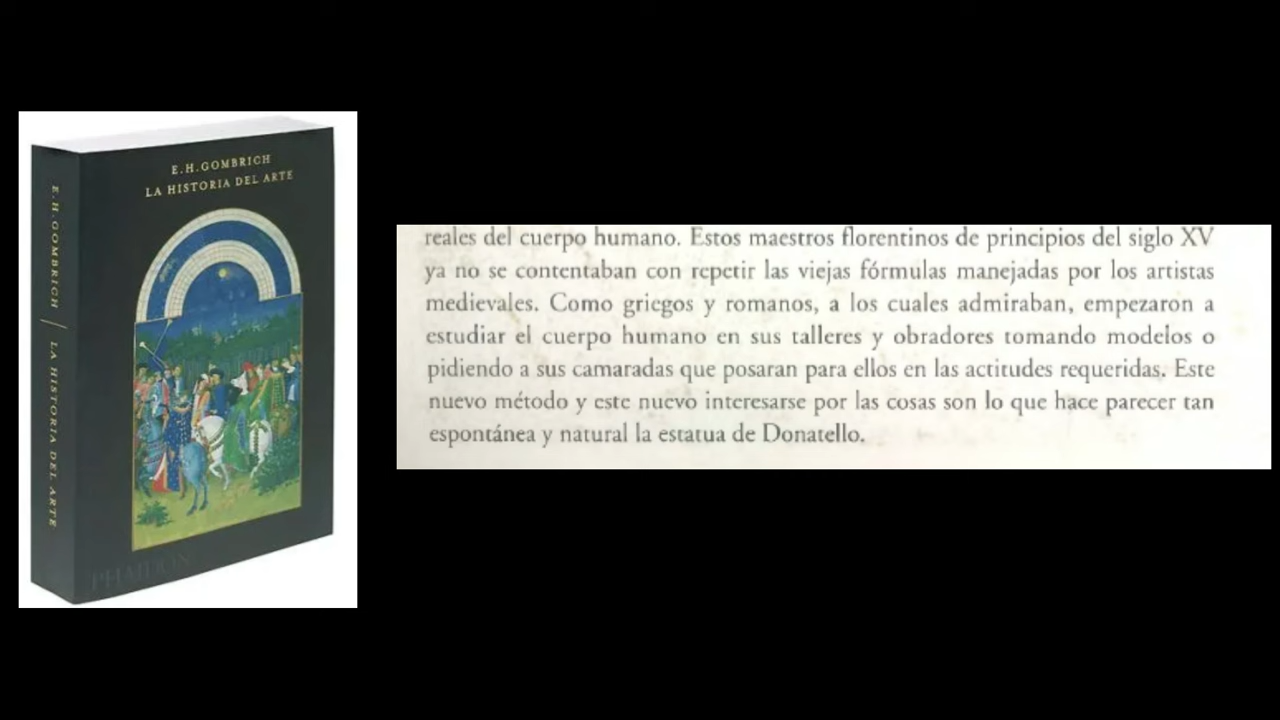 E.H.GOMBRICH
LA HISTORIA DEL ARTE
E.H.GOMBRICH | LA HISTORIA DEL ARTE
PHAIDON
reales del cuerpo humano. Estos maestros florentinos de principios del siglo XV
ya no se contentaban con repetir las viejas fórmulas manejadas por los artistas
medievales. Como griegos y romanos, a los cuales admiraban, empezaron a
estudiar el cuerpo humano en sus talleres y obradores tomando modelos o
pidiendo a sus camaradas que posaran para ellos en las actitudes requeridas. Este
nuevo método y este nuevo interesarse por las cosas son lo que hace parecer tan
espontánea y natural la estatua de Donatello.